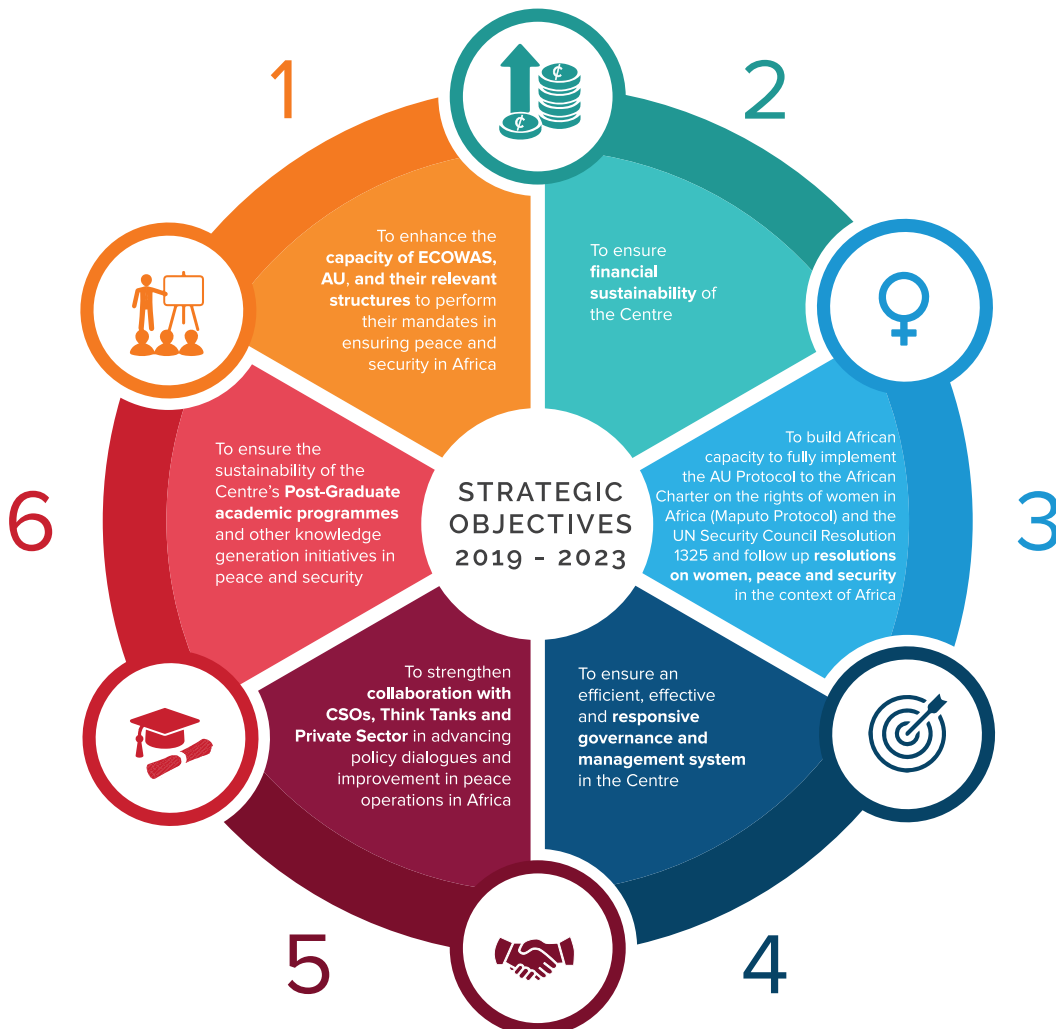 STRATEGIC
OBJECTIVES
2019 - 2023
1
To enhance the
capacity of ECOWAS,
AU, and their relevant
structures to perform
their mandates in
ensuring peace and
security in Africa
2
¢
¢
To ensure
financial
sustainability of
the Centre
3
To build African
capacity to fully implement
the AU Protocol to the African
Charter on the rights of women in
Africa (Maputo Protocol) and the
UN Security Council Resolution
1325 and follow up resolutions
on women, peace and security
in the context of Africa
4
To ensure an
efficient, effective
and responsive
governance and
management system
in the Centre
5
To strengthen
collaboration with
CSOs, Think Tanks and
Private Sector in advancing
policy dialogues and
improvement in peace
operations in Africa
6
To ensure the
sustainability of the
Centre's Post-Graduate
academic programmes
and other knowledge
generation initiatives in
peace and security